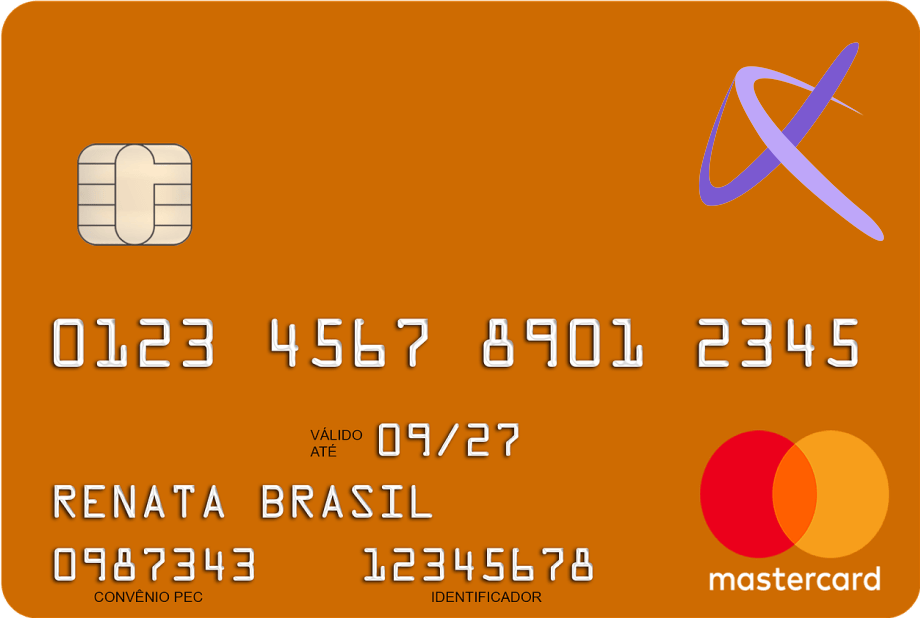 0123 4567 8901 2345
VÁLIDO
ATÉ
09/27
RENATA BRASIL
0987343 12345678
CONVÊNIO PEC IDENTIFICADOR
mastercard